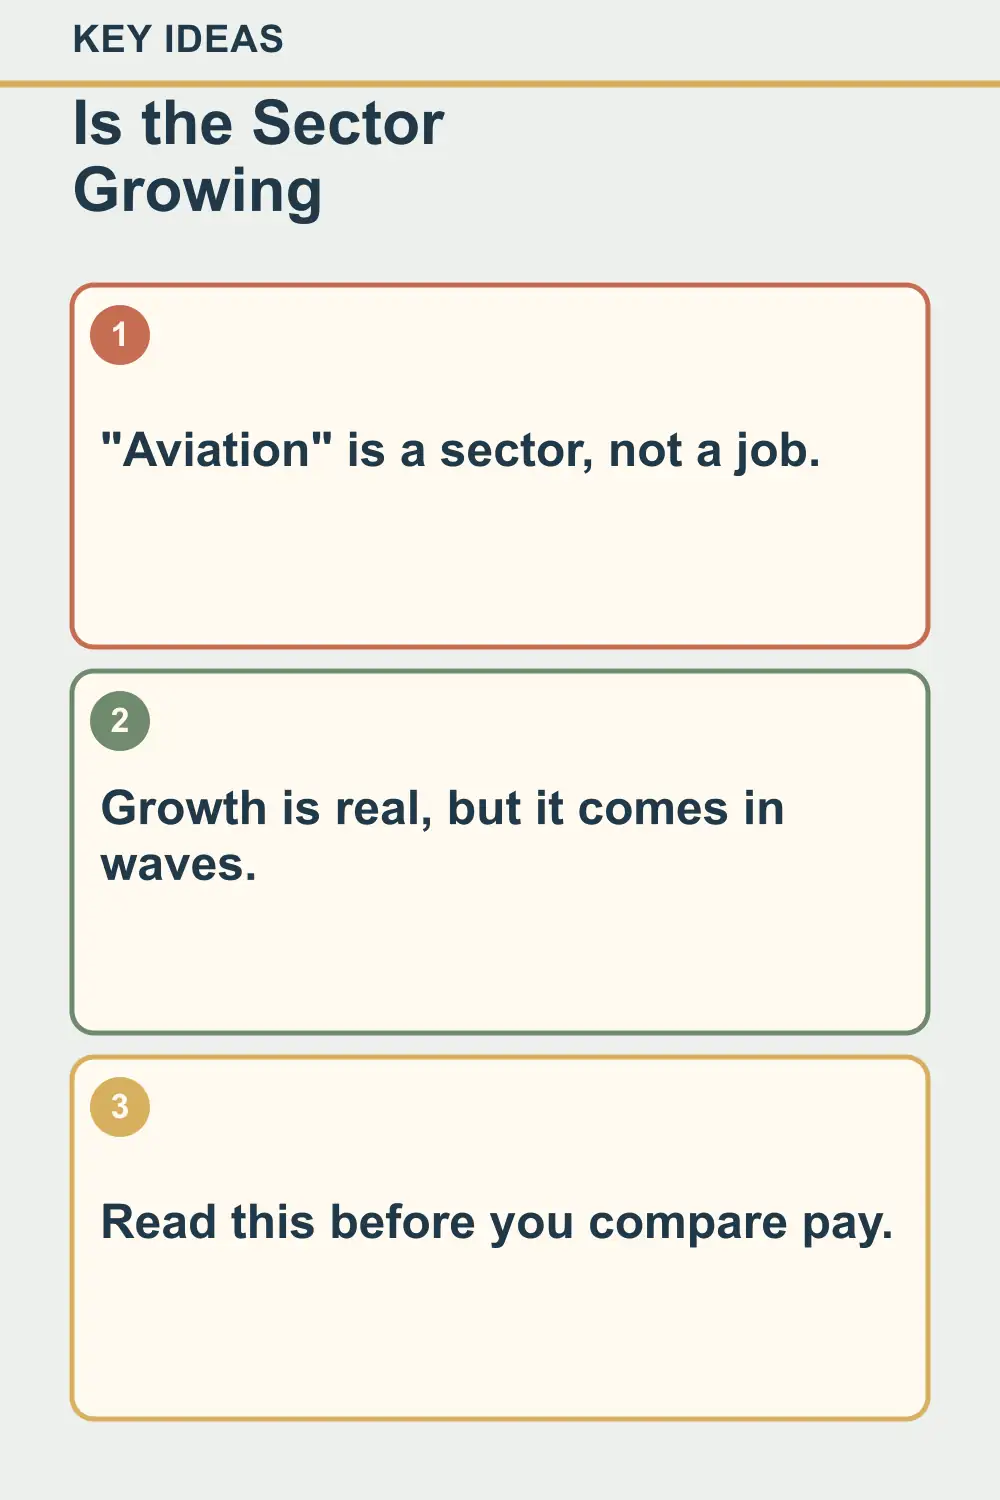 KEY IDEAS
Is the Sector
Growing
1
"Aviation" is a sector, not a job.
2
Growth is real, but it comes in
waves.
3
Read this before you compare pay.